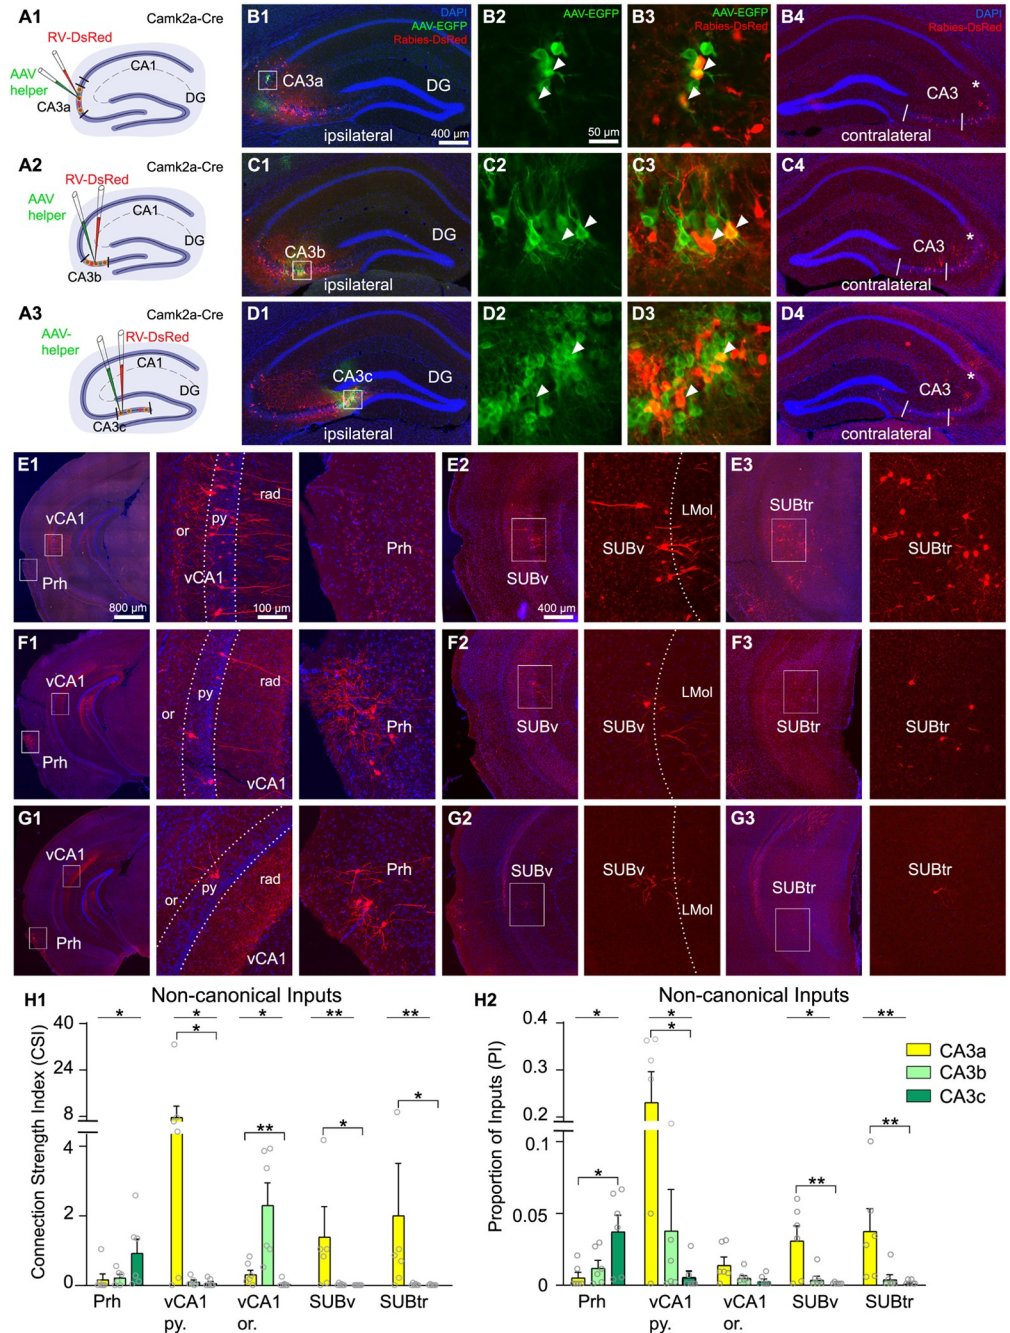 A1
Camk2a-Cre
RV-DsRed
AAV
helper
CA1
CA3a
DG
B1
DAPI
AAV-EGFP
Rabies-DsRed
CA3a
DG
ipsilateral
400 µm
B2
AAV-EGFP
50 µm
B3
AAV-EGFP
Rabies-DsRed
B4
DAPI
Rabies-DsRed
CA3
*
contralateral
A2
Camk2a-Cre
RV-DsRed
AAV
helper
CA1
DG
CA3b
C1
DG
CA3b
ipsilateral
C2
C3
C4
CA3
*
contralateral
A3
Camk2a-Cre
AAV-
helper
RV-DsRed
CA1
DG
CA3c
D1
CA3c
DG
ipsilateral
D2
D3
D4
CA3
*
contralateral
E1
vCA1
Prh
800 µm
rad
py
or
vCA1
100 µm
Prh
E2
SUBv
400 µm
LMol
SUBv
E3
SUBtr
SUBtr
F1
vCA1
Prh
rad
py
or
vCA1
Prh
F2
SUBv
LMol
SUBv
F3
SUBtr
SUBtr
G1
vCA1
Prh
py
rad
or
vCA1
Prh
G2
SUBv
SUBv
LMol
G3
SUBtr
SUBtr
H1
Non-canonical Inputs
Connection Strength Index (CSI)
40
24
8
4
2
0
* * * ** **
*
**
*
*
Prh
vCA1
py.
vCA1
or.
SUBv
SUBtr
H2
Non-canonical Inputs
Proportion of Inputs (PI)
0.4
0.3
0.2
0.1
0.05
0
* * * **
*
*
**
**
CA3a
CA3b
CA3c
Prh
vCA1
py.
vCA1
or.
SUBv
SUBtr